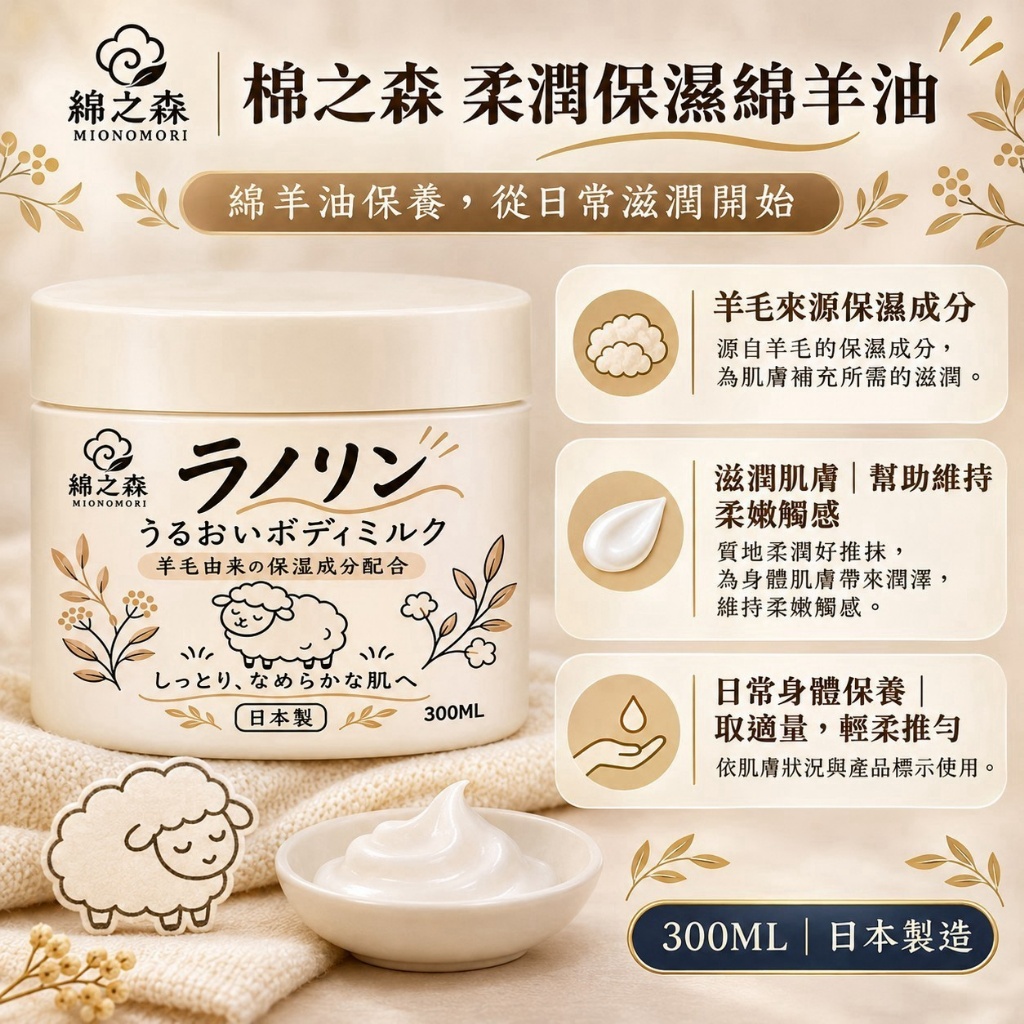 綿之森
MIONOMORI
棉之森 柔潤保濕綿羊油
綿羊油保養，從日常滋潤開始
綿之森
MIONOMORI
ラノリン
うるおいボディミルク
羊毛由来の保湿成分配合
しっとり、なめらかな肌へ
日本製
300ML
羊毛來源保濕成分
源自羊毛的保濕成分，
為肌膚補充所需的滋潤。
滋潤肌膚｜幫助維持
柔嫩觸感
質地柔潤好推抹，
為身體肌膚帶來潤澤，
維持柔嫩觸感。
日常身體保養｜
取適量，輕柔推勻
依肌膚狀況與產品標示使用。
300ML｜日本製造